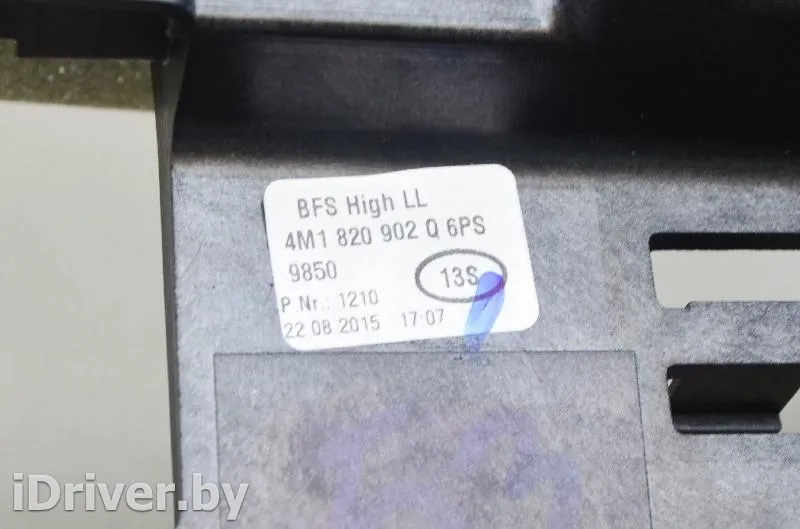 BFS High LL
4M1 820 902 Q 6PS
9850
13S
P.Nr.: 1210
22.08.2015 17:07
iDriver.by